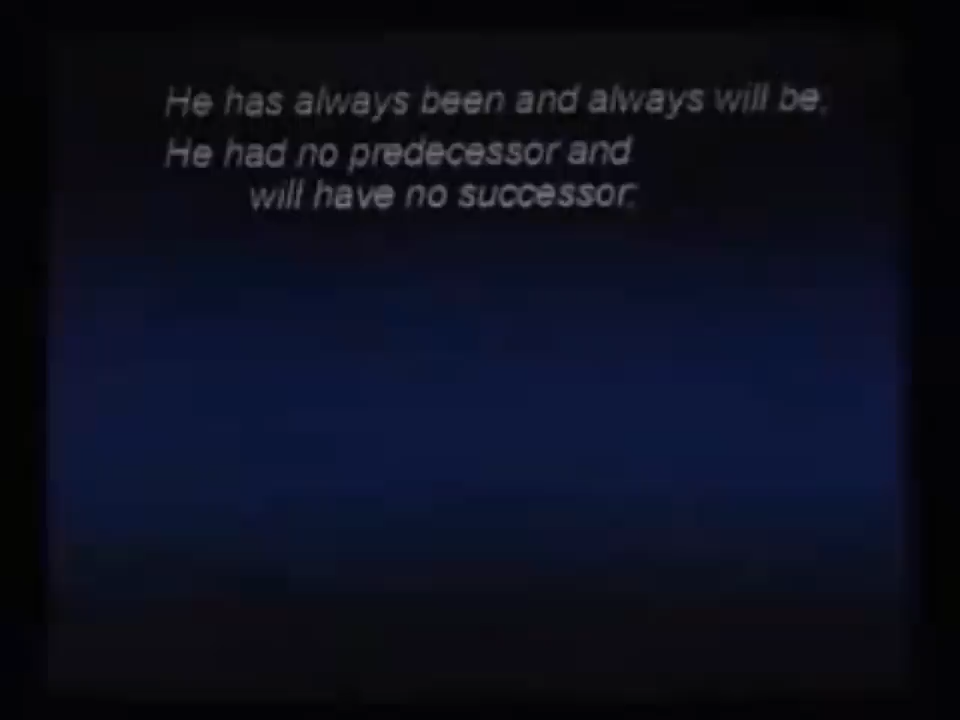 He has always been and always will be;
He had no predecessor and
will have no successor;